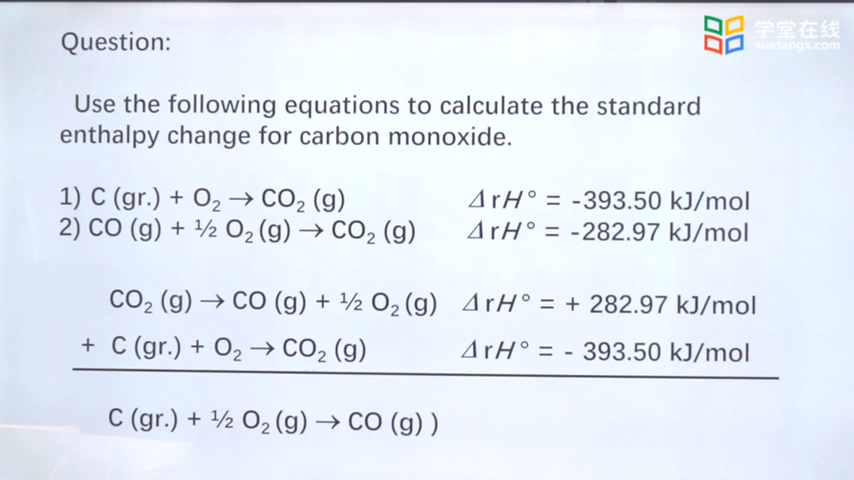 Question:
学堂在线
xuetangx.com
Use the following equations to calculate the standard
enthalpy change for carbon monoxide.
1) C (gr.) + O₂ → CO₂ (g) ΔrH° = -393.50 kJ/mol
2) CO (g) + ½ O₂ (g) → CO₂ (g) ΔrH° = -282.97 kJ/mol
CO₂ (g) → CO (g) + ½ O₂ (g) ΔrH° = + 282.97 kJ/mol
+ C (gr.) + O₂ → CO₂ (g) ΔrH° = - 393.50 kJ/mol
C (gr.) + ½ O₂ (g) → CO (g) )